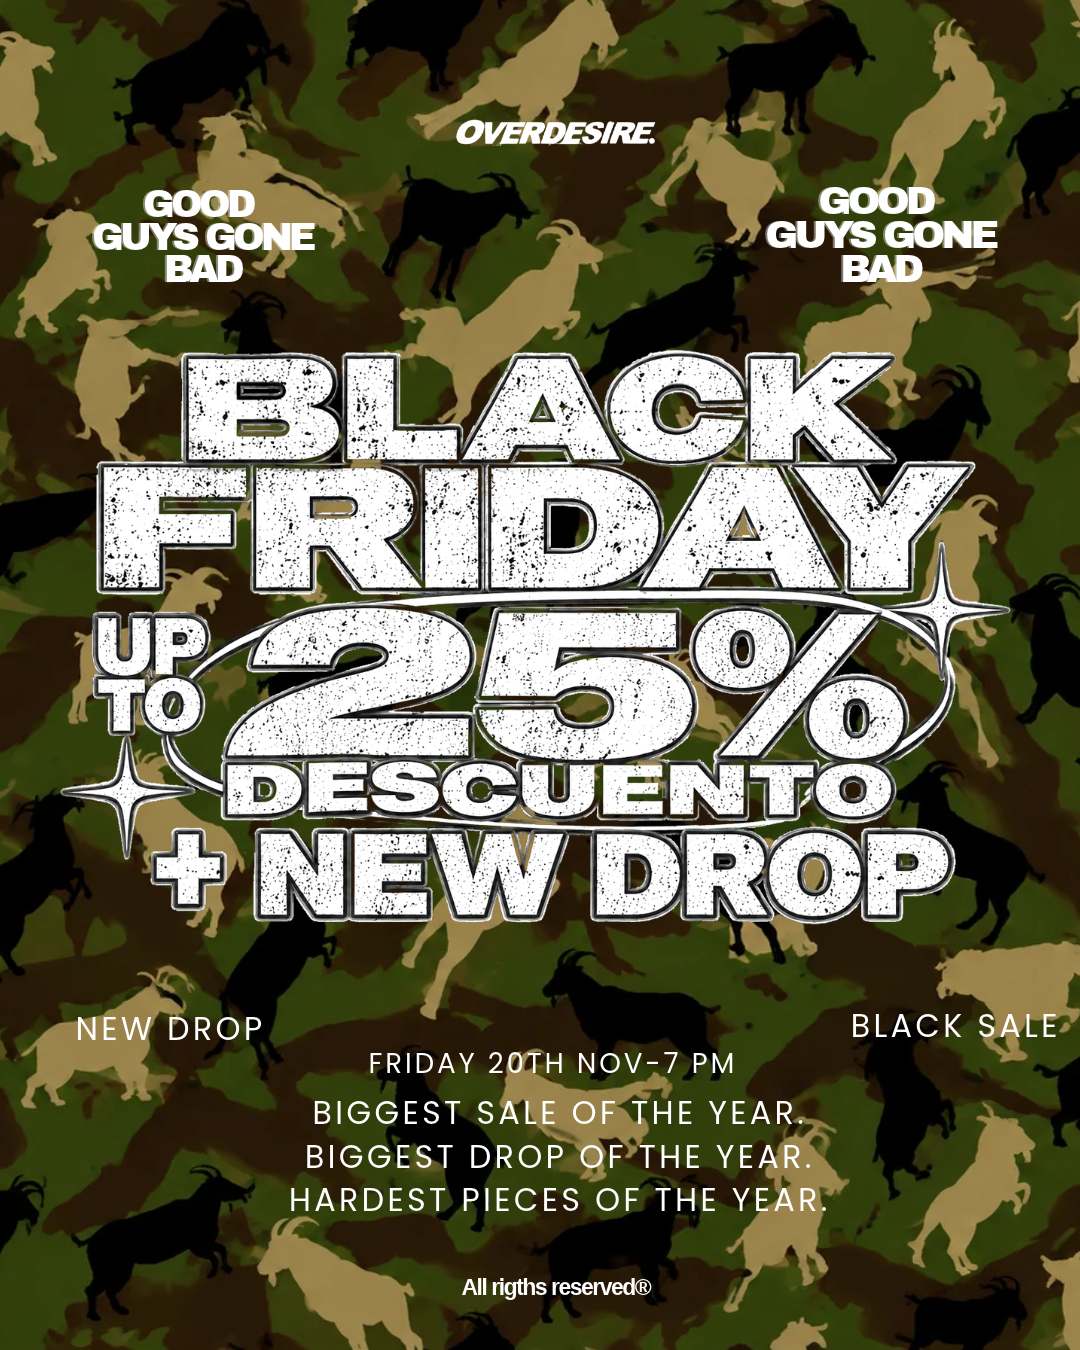 OVERDESIRE.
GOOD
GUYS GONE
BAD
GOOD
GUYS GONE
BAD
BLACK
FRIDAY
UP
TO
25%
DESCUENTO
+ NEW DROP
NEW DROP
BLACK SALE
FRIDAY 20TH NOV-7 PM
BIGGEST SALE OF THE YEAR.
BIGGEST DROP OF THE YEAR.
HARDEST PIECES OF THE YEAR.
All rigths reserved®